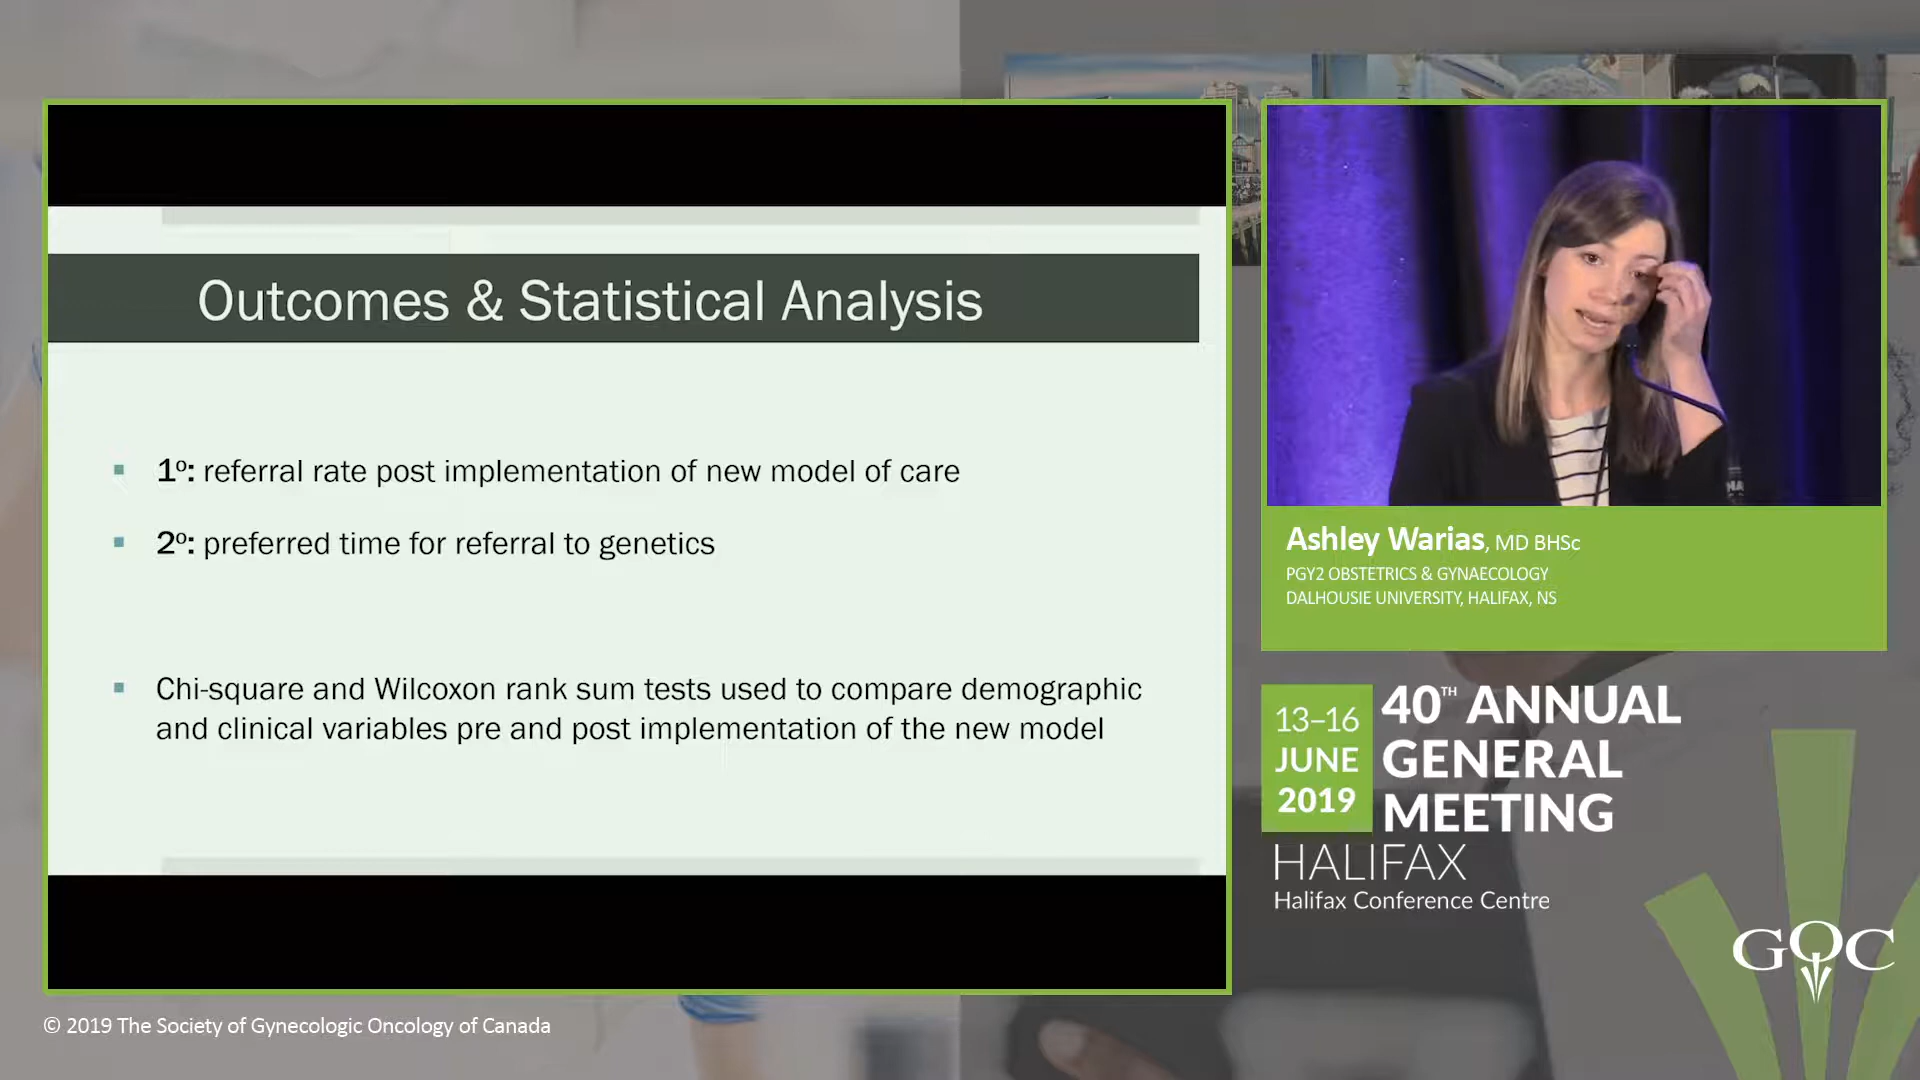 Outcomes & Statistical Analysis
1º: referral rate post implementation of new model of care
2º: preferred time for referral to genetics
Chi-square and Wilcoxon rank sum tests used to compare demographic
and clinical variables pre and post implementation of the new model
Ashley Warias, MD BHSc
PGY2 OBSTETRICS & GYNAECOLOGY
DALHOUSIE UNIVERSITY, HALIFAX, NS
13–16
JUNE
2019
40TH ANNUAL
GENERAL
MEETING
HALIFAX
Halifax Conference Centre
GOC
© 2019 The Society of Gynecologic Oncology of Canada